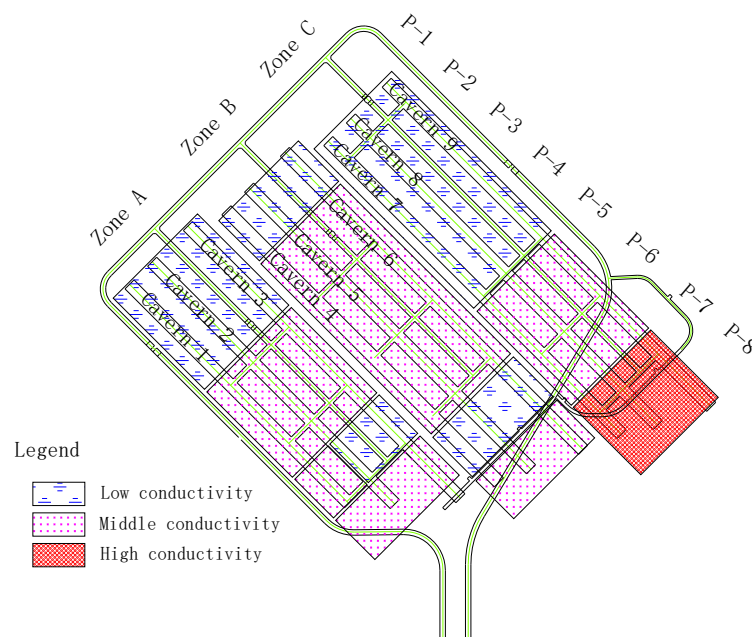 Zone A
Zone B
Zone C
P-1
P-2
P-3
P-4
P-5
P-6
P-7
P-8
Cavern 9
Cavern 8
Cavern 7
Cavern 6
Cavern 5
Cavern 4
Cavern 3
Cavern 2
Cavern 1
Legend
Low conductivity
Middle conductivity
High conductivity